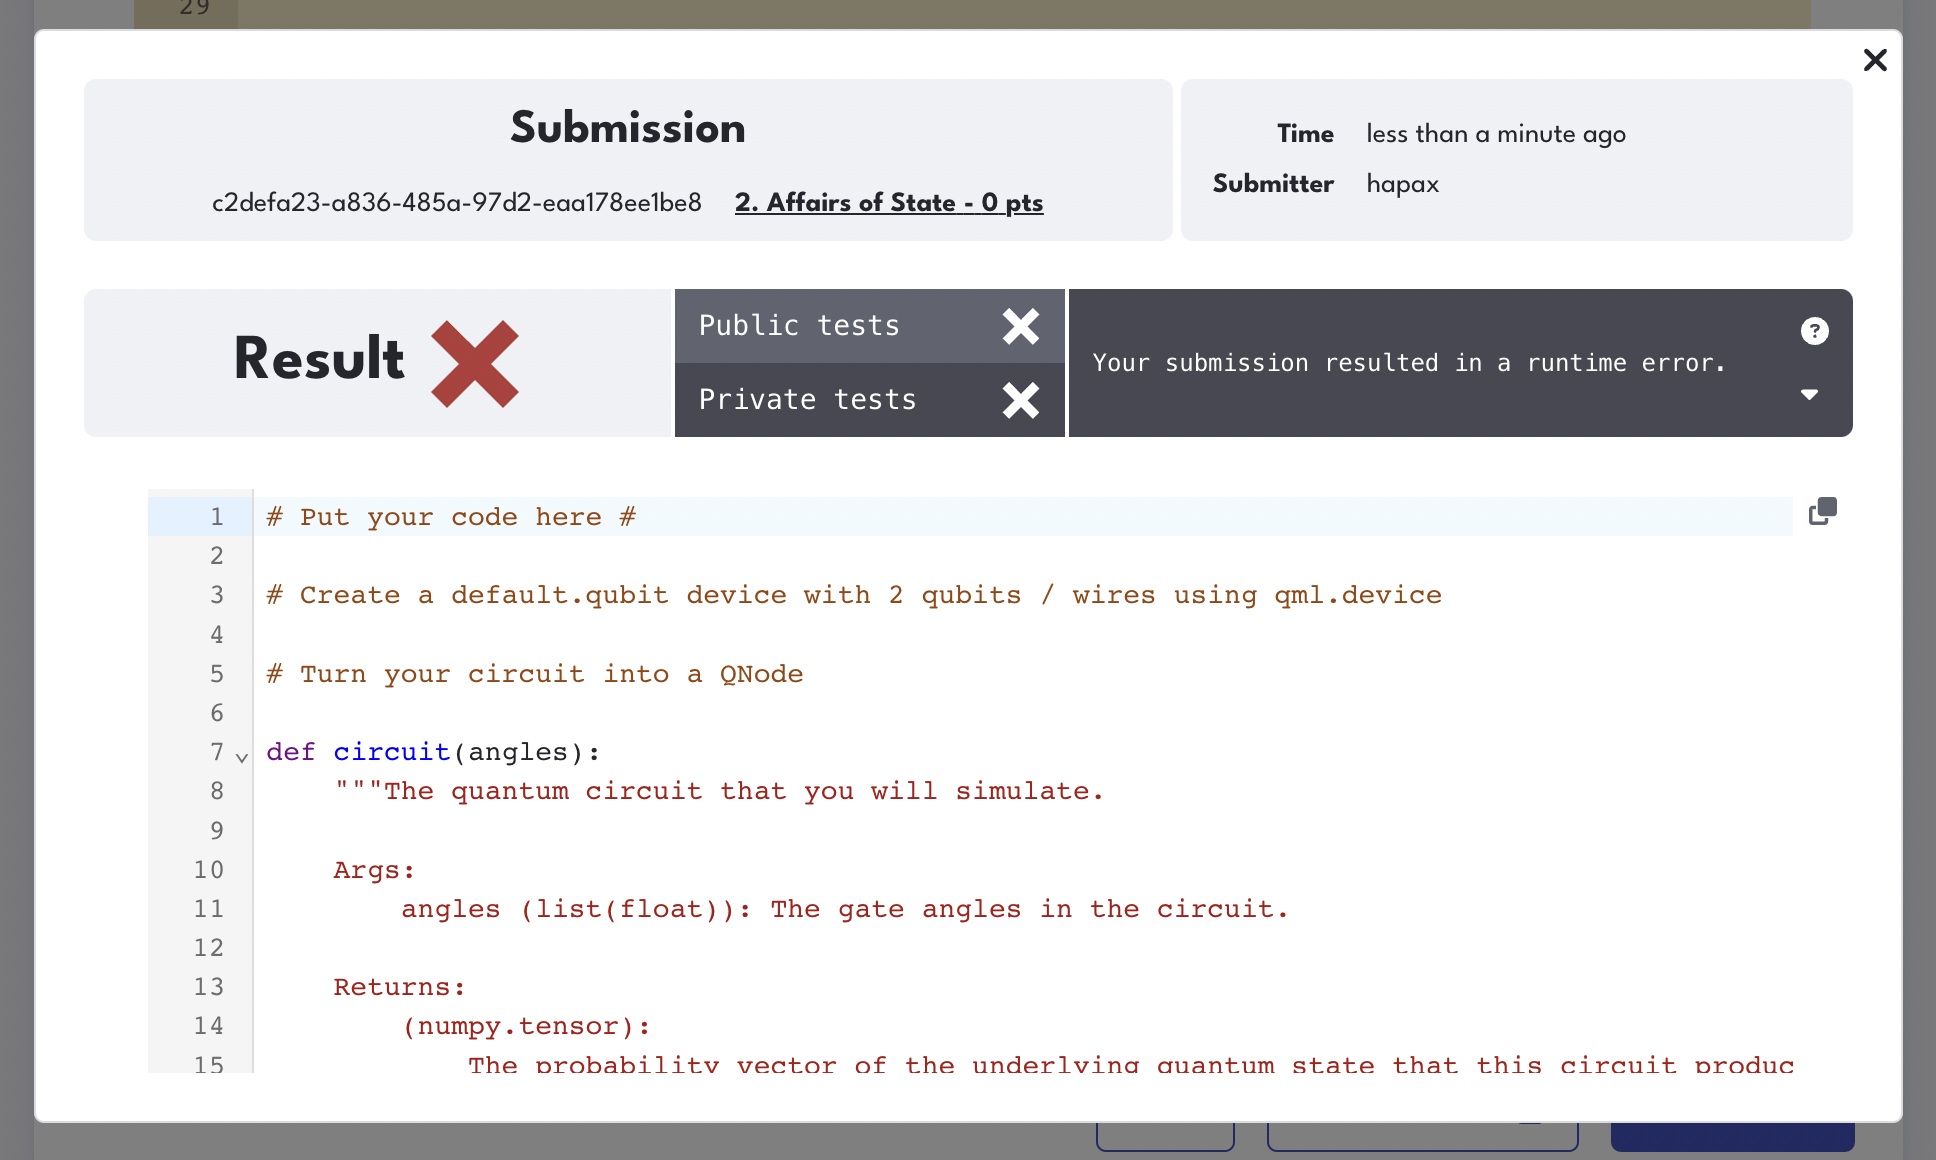 29
Submission
c2defa23-a836-485a-97d2-eaa178ee1be8 2. Affairs of State - 0 pts
Time less than a minute ago
Submitter hapax
Result
Public tests
Private tests
Your submission resulted in a runtime error.
?
1 # Put your code here #
2
3 # Create a default.qubit device with 2 qubits / wires using qml.device
4
5 # Turn your circuit into a QNode
6
7 def circuit(angles):
8 """The quantum circuit that you will simulate.
9
10 Args:
11 angles (list(float)): The gate angles in the circuit.
12
13 Returns:
14 (numpy.tensor):
15 The probability vector of the underlying quantum state that this circuit produc